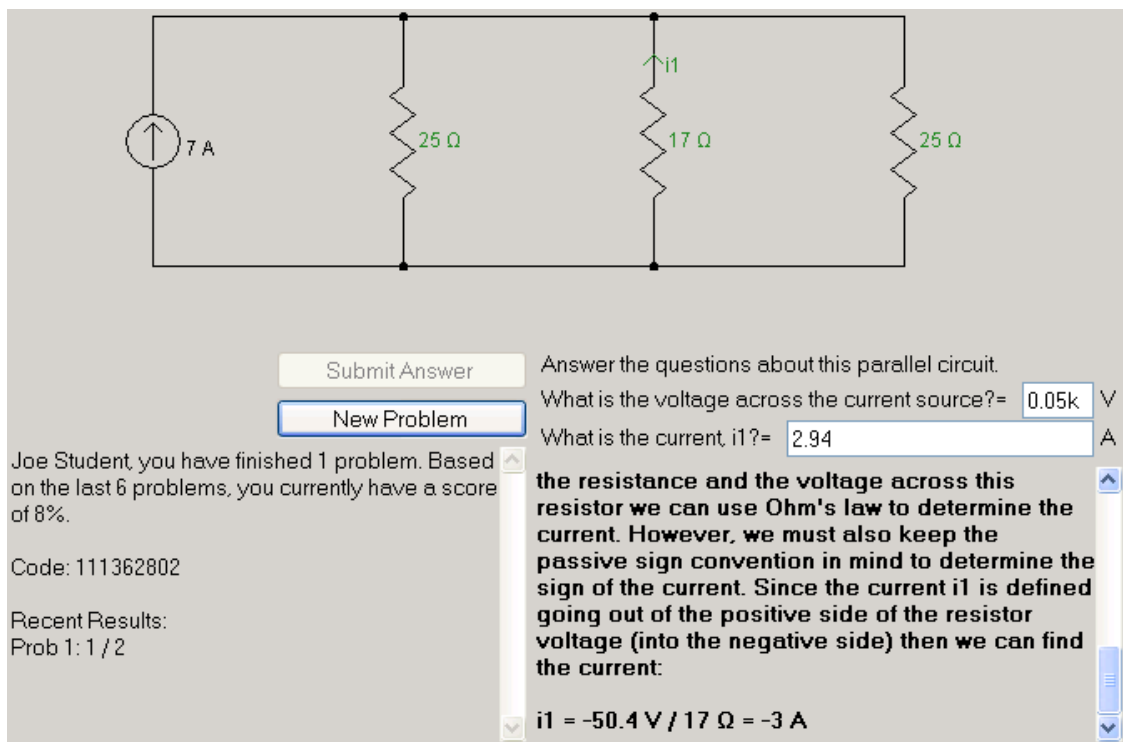 i1
7 A
25 Ω
17 Ω
25 Ω
Submit Answer
New Problem
Answer the questions about this parallel circuit.
What is the voltage across the current source?= 0.05k V
What is the current, i1?= 2.94 A
Joe Student, you have finished 1 problem. Based
on the last 6 problems, you currently have a score
of 8%.
Code: 111362802
Recent Results:
Prob 1: 1 / 2
the resistance and the voltage across this
resistor we can use Ohm's law to determine the
current. However, we must also keep the
passive sign convention in mind to determine the
sign of the current. Since the current i1 is defined
going out of the positive side of the resistor
voltage (into the negative side) then we can find
the current:
i1 = -50.4 V / 17 Ω = -3 A